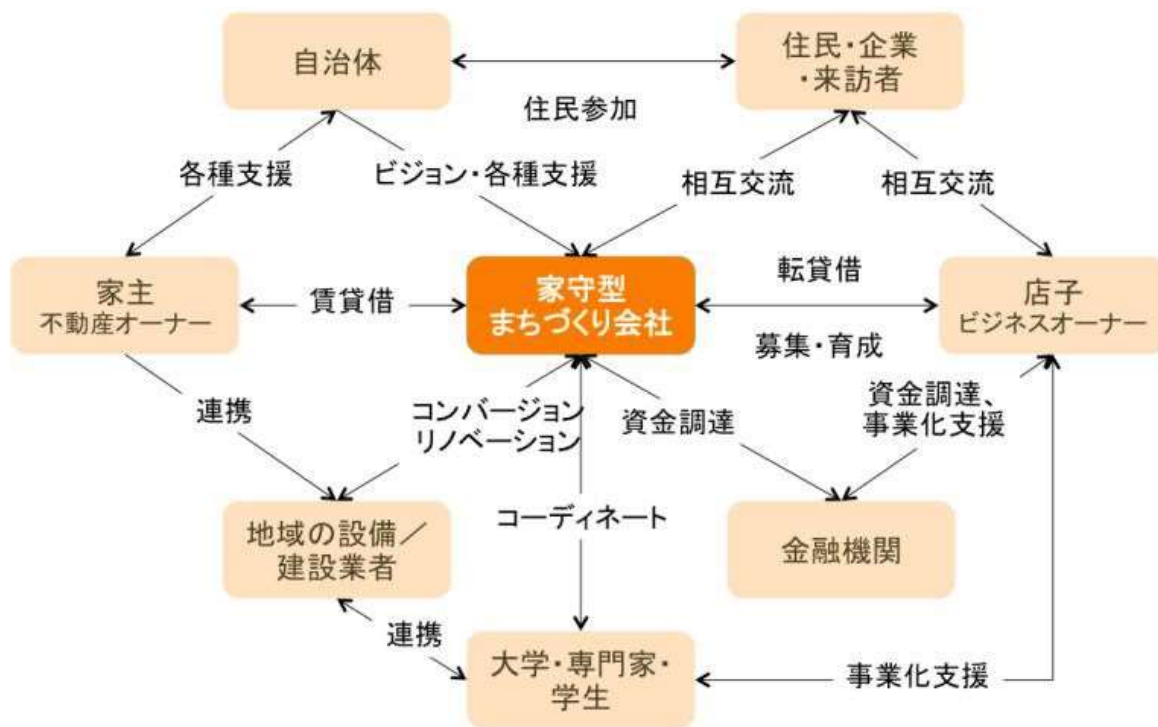 自治体
住民・企業
・来訪者
住民参加
各種支援
ビジョン・各種支援
相互交流
相互交流
家主
不動産オーナー
賃貸借
家守型
まちづくり会社
転貸借
募集・育成
店子
ビジネスオーナー
連携
コンバージョン
リノベーション
資金調達
資金調達、
事業化支援
地域の設備／
建設業者
コーディネート
金融機関
連携
大学・専門家・
学生
事業化支援